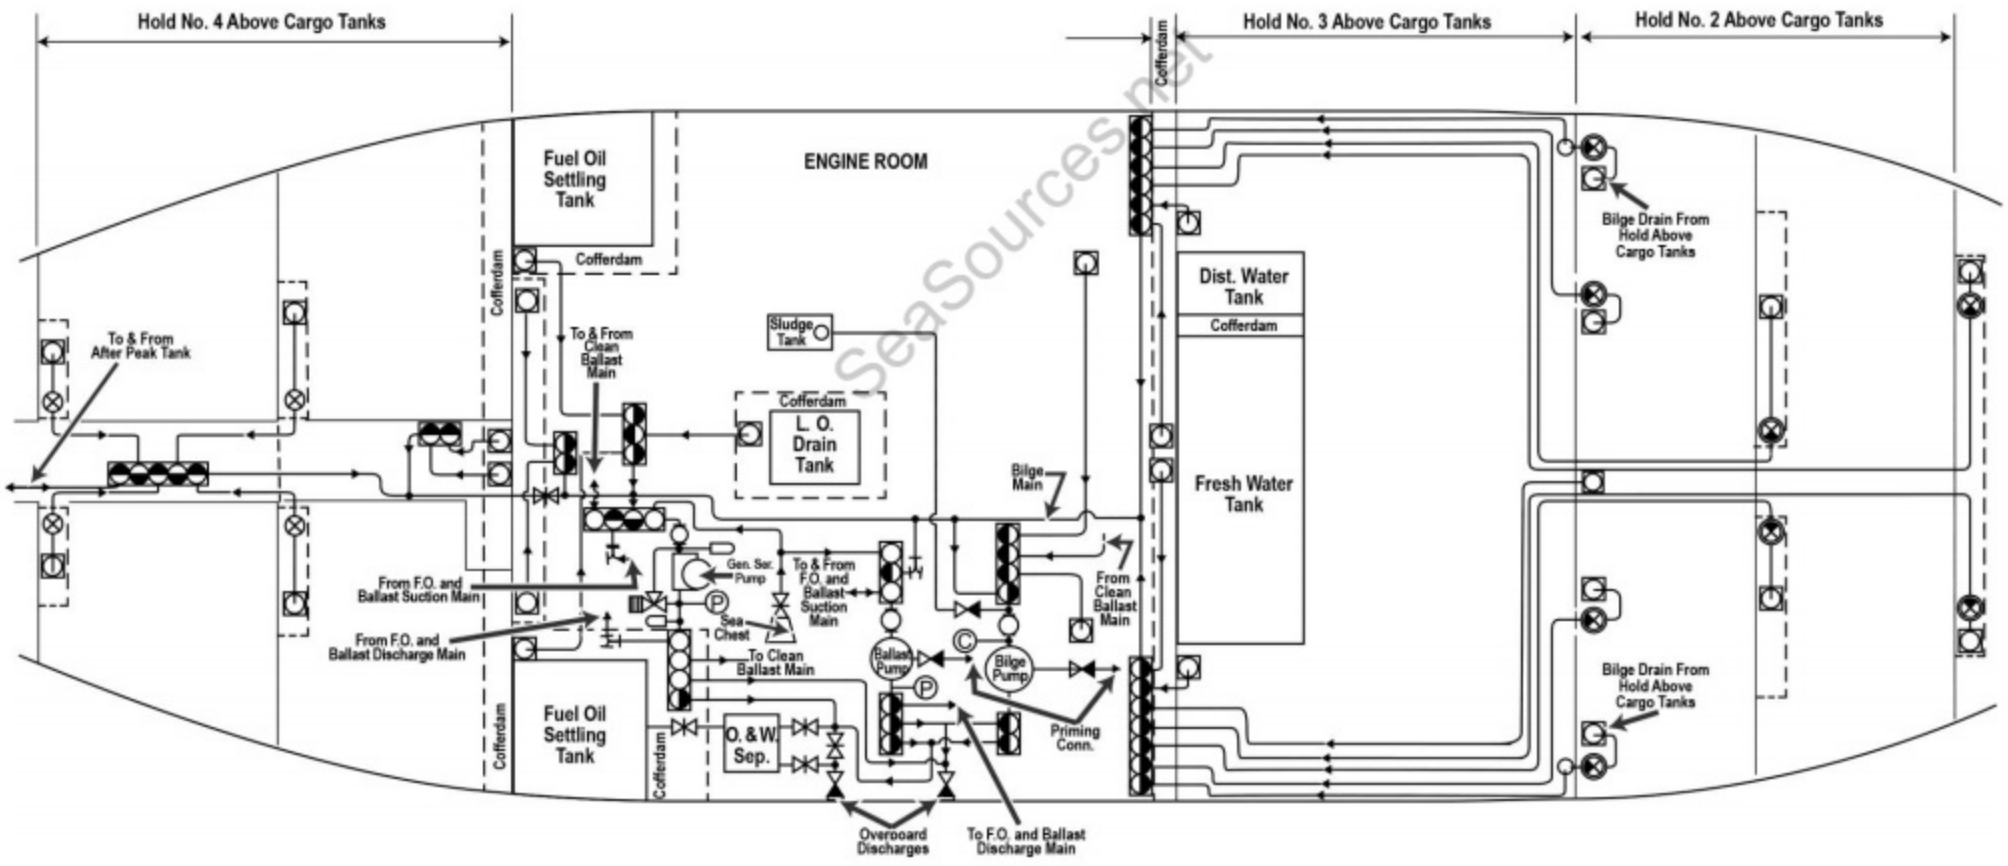 Hold No. 4 Above Cargo Tanks
Cofferdam
Hold No. 3 Above Cargo Tanks
Hold No. 2 Above Cargo Tanks
SeaSources.net
Fuel Oil
Settling
Tank
ENGINE ROOM
Cofferdam
Cofferdam
Bilge Drain From
Hold Above
Cargo Tanks
Dist. Water
Tank
Cofferdam
Sludge
Tank
To & From
After Peak Tank
To & From
Clean
Ballast
Main
Cofferdam
L. O.
Drain
Tank
Bilge
Main
Fresh Water
Tank
From F.O. and
Ballast Suction Main
Gen. Ser.
Pump
To & From
F.O. and
Ballast
Suction
Main
From
Clean
Ballast
Main
P
Sea
Chest
From F.O. and
Ballast Discharge Main
To Clean
Ballast Main
Ballast
Pump
C
Bilge
Pump
P
Bilge Drain From
Hold Above
Cargo Tanks
Cofferdam
Fuel Oil
Settling
Tank
Cofferdam
O. & W.
Sep.
Priming
Conn.
Overboard
Discharges
To F.O. and Ballast
Discharge Main